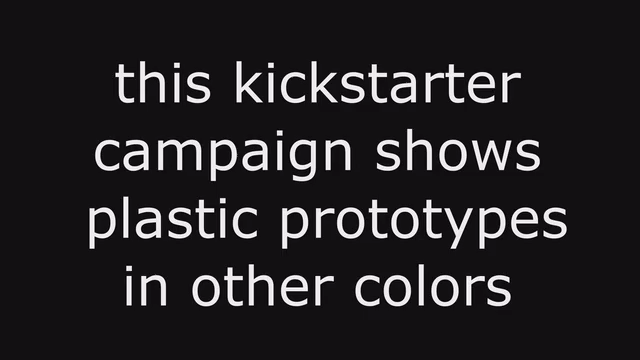 this kickstarter
campaign shows
plastic prototypes
in other colors